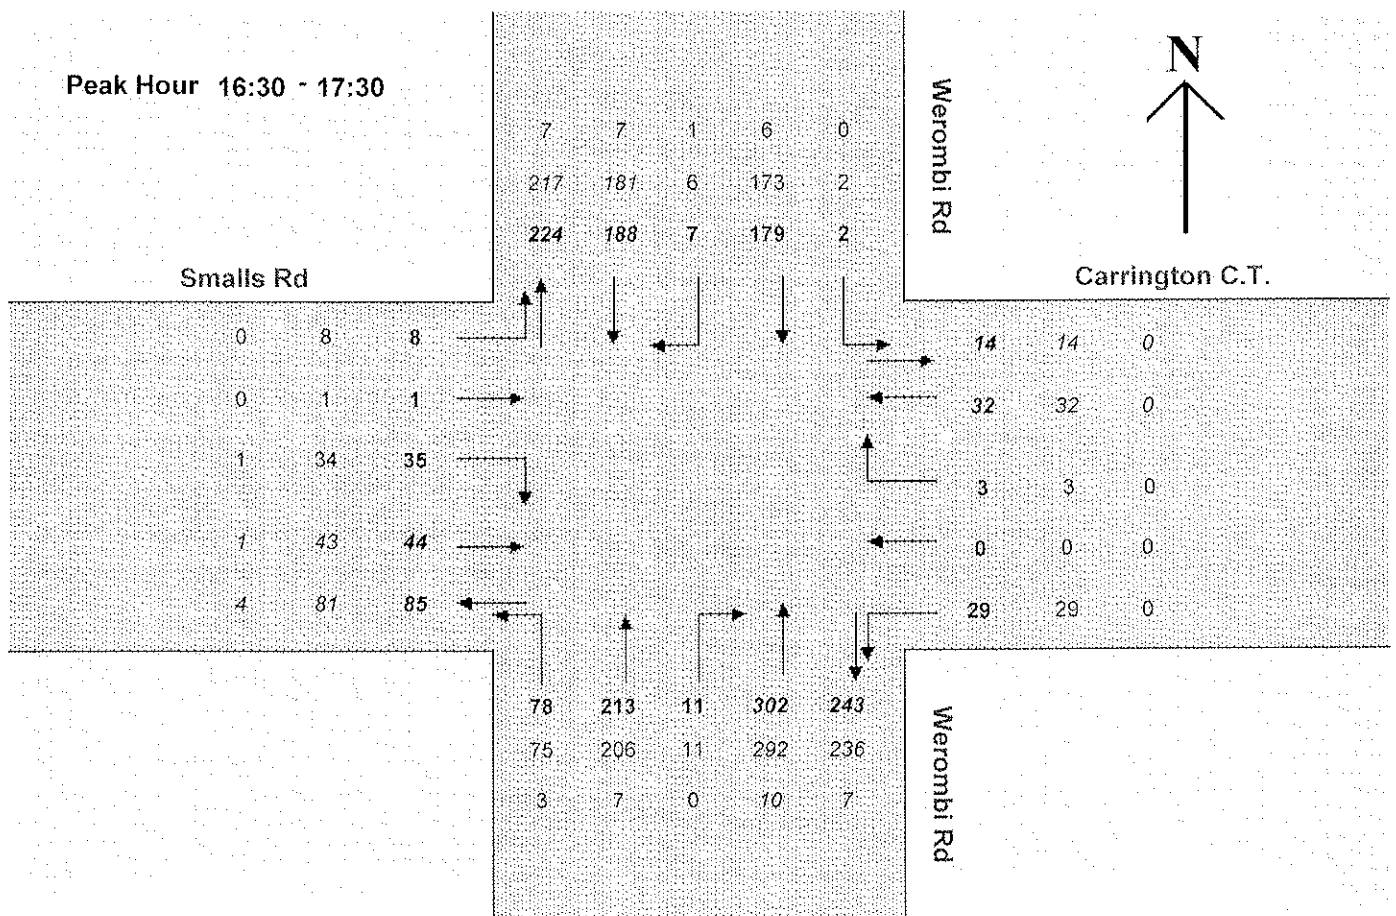 N
Peak Hour 16:30 - 17:30
Werombi Rd
7 7 1 6 0
217 181 6 173 2
224 188 7 179 2
Smalls Rd
Carrington C.T.
0 8 8
14 14 0
0 1 1
32 32 0
1 34 35
3 3 0
1 43 44
0 0 0
4 81 85
29 29 0
78 213 11 302 243
75 206 11 292 236
3 7 0 10 7
Werombi Rd